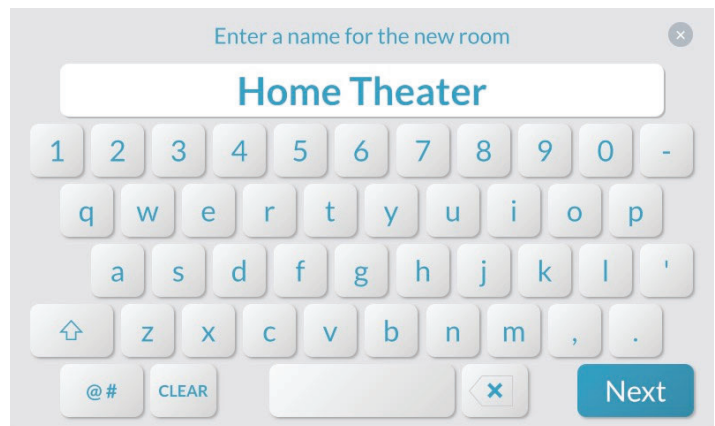 Enter a name for the new room
Home Theater
1 2 3 4 5 6 7 8 9 0 -
q w e r t y u i o p
a s d f g h j k l '
z x c v b n m , .
@# CLEAR Next